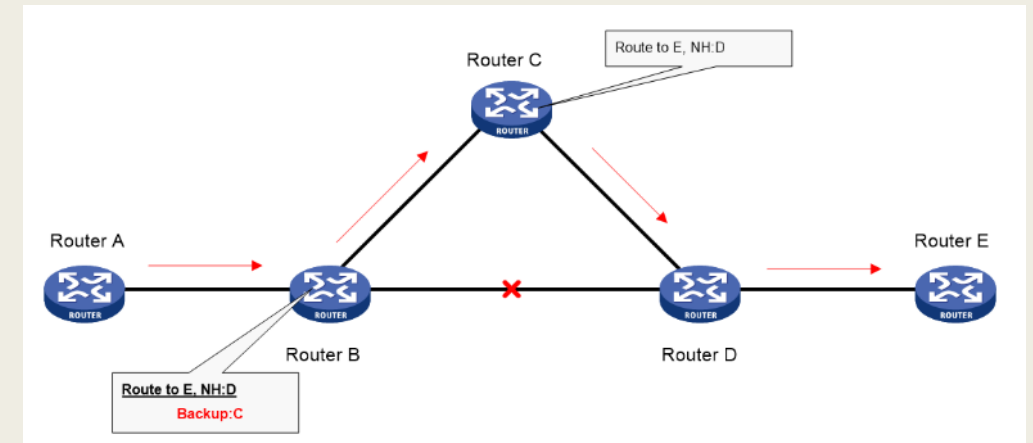 Router C
Route to E, NH:D
ROUTER
Router A
Router E
ROUTER
ROUTER
ROUTER
ROUTER
Router B
Router D
Route to E, NH:D
Backup:C